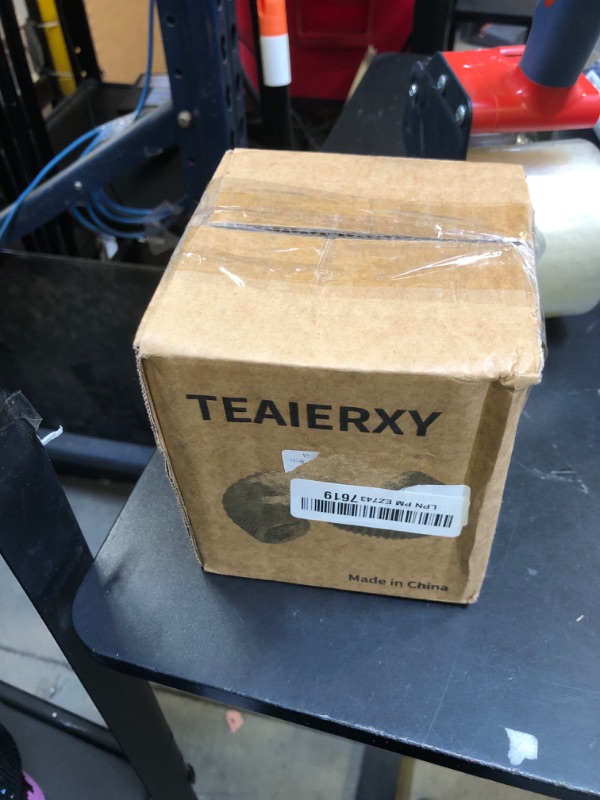 TEAIERXY
LPN PM EZ743 7619
Made in China